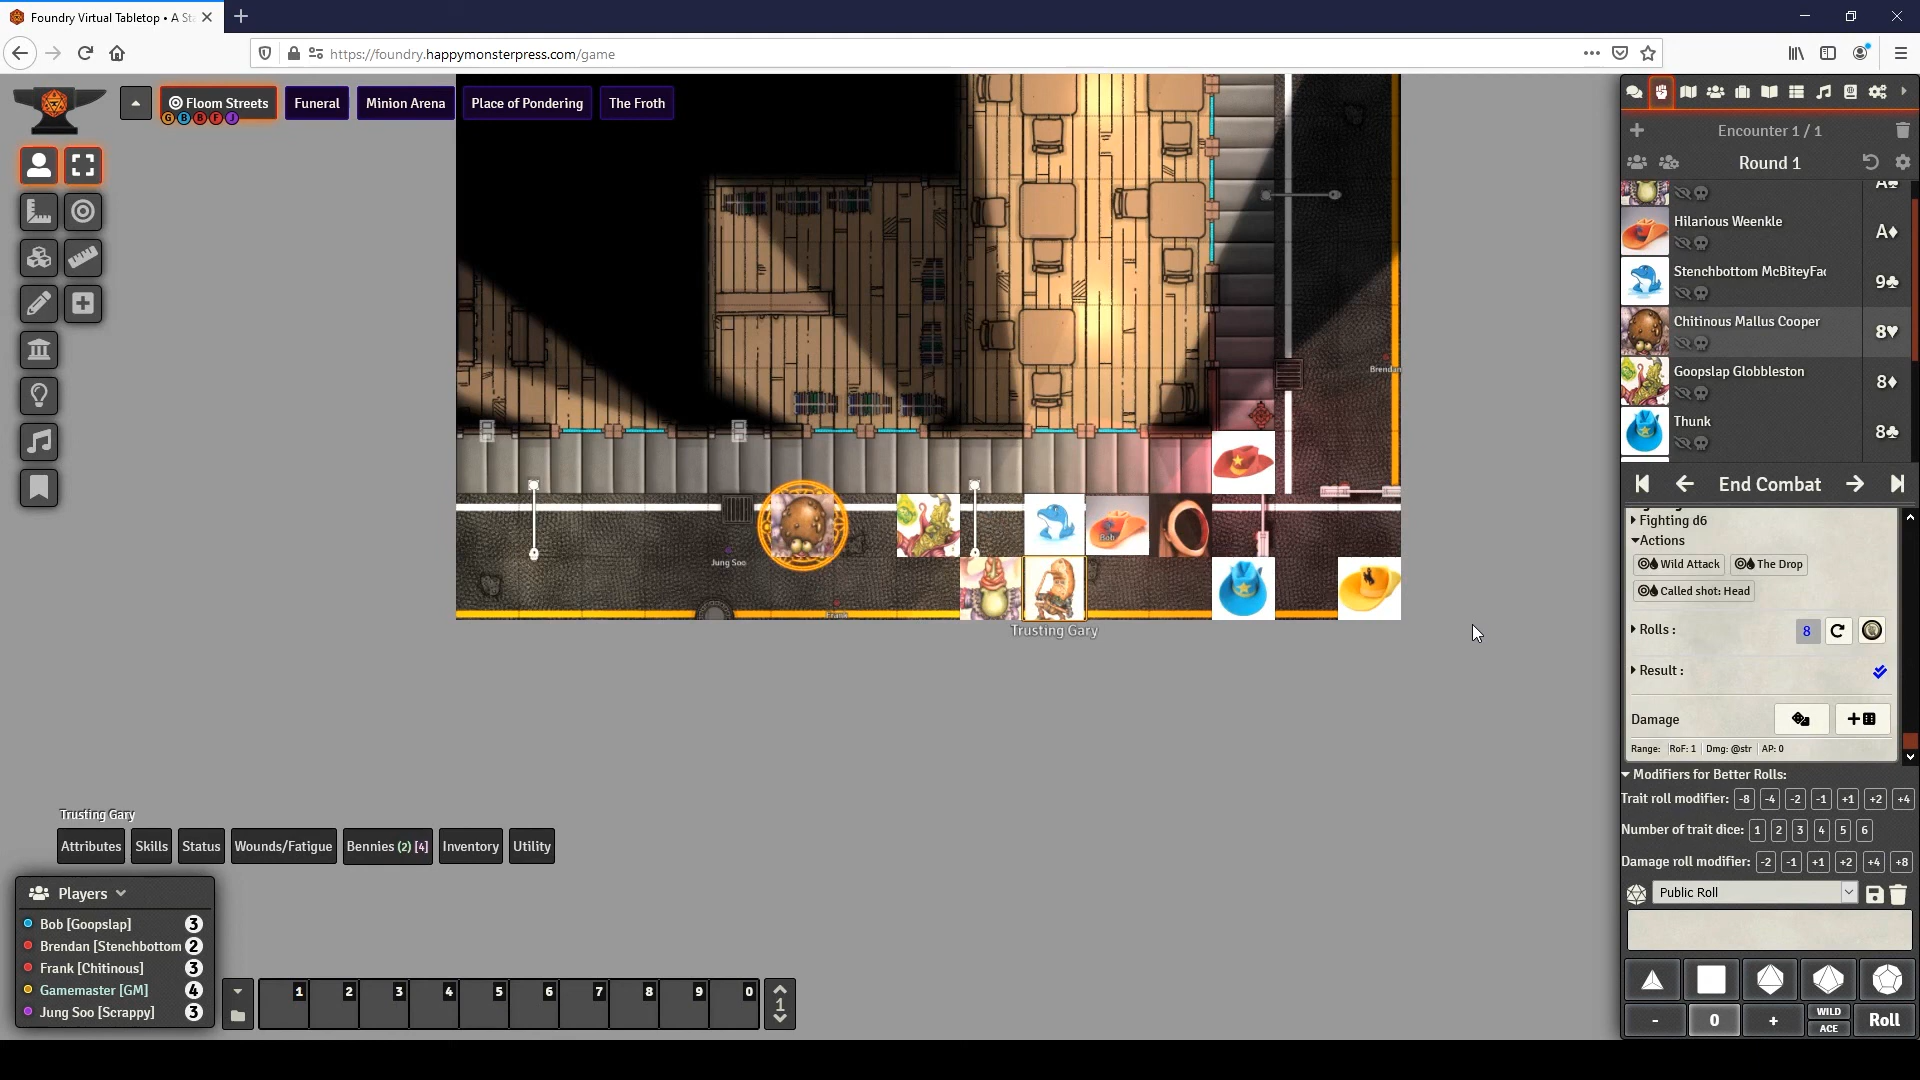 Foundry Virtual Tabletop • A St
https://foundry.happymonsterpress.com/game
Floom Streets
Funeral
Minion Arena
Place of Pondering
The Froth
G B B F J
Encounter 1 / 1
Round 1
A♣
Hilarious Weenkle
A♦
Stenchbottom McBiteyFac
9♣
Chitinous Mallus Cooper
8♥
Goopslap Globbleston
8♦
Thunk
8♣
End Combat
Fighting d6
Actions
Wild Attack
The Drop
Called shot: Head
Rolls :
8
Result :
Damage
Range: RoF: 1 Dmg: @str AP: 0
Modifiers for Better Rolls:
Trait roll modifier: -8 -4 -2 -1 +1 +2 +4
Number of trait dice: 1 2 3 4 5 6
Damage roll modifier: -2 -1 +1 +2 +4 +8
Public Roll
- 0 + WILD ACE Roll
Brendan
Bob
Jung Soo
Frank
Trusting Gary
Trusting Gary
Attributes
Skills
Status
Wounds/Fatigue
Bennies (2) [4]
Inventory
Utility
Players
Bob [Goopslap] 3
Brendan [Stenchbottom 2
Frank [Chitinous] 3
Gamemaster [GM] 4
Jung Soo [Scrappy] 3
1 2 3 4 5 6 7 8 9 0
1